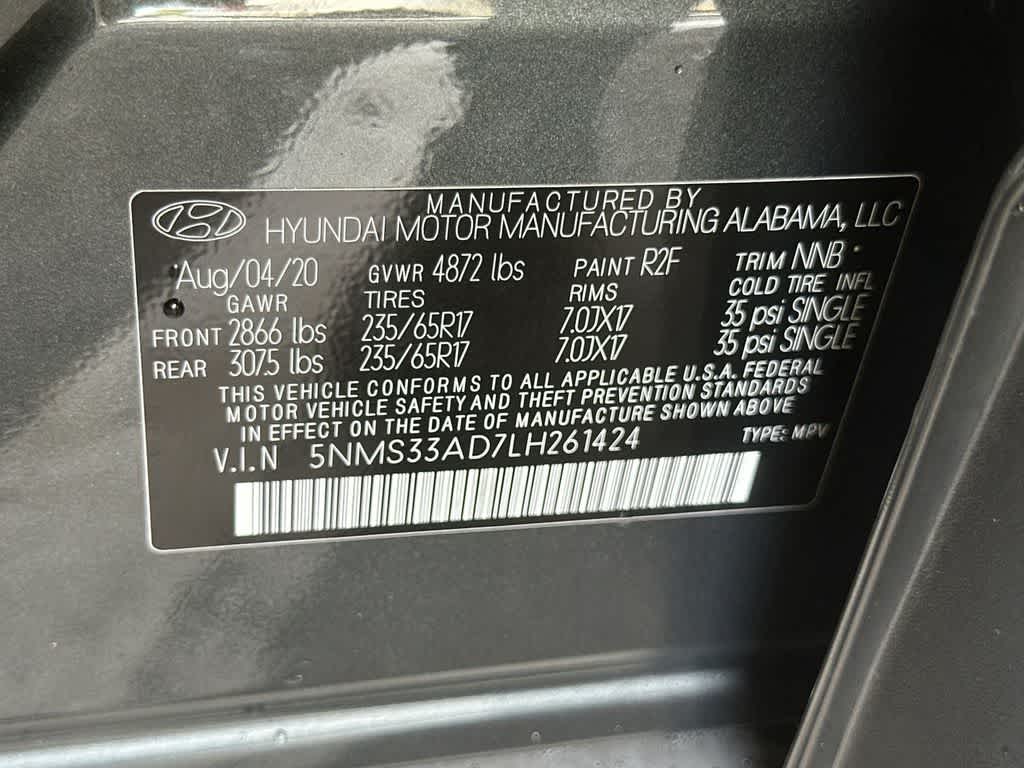 MANUFACTURED BY
HYUNDAI MOTOR MANUFACTURING ALABAMA, LLC
Aug/04/20 GVWR 4872 lbs PAINT R2F TRIM NNB
GAWR TIRES RIMS COLD TIRE INFL
FRONT 2866 lbs 235/65R17 7.0JX17 35 psi SINGLE
REAR 3075 lbs 235/65R17 7.0JX17 35 psi SINGLE
THIS VEHICLE CONFORMS TO ALL APPLICABLE U.S.A. FEDERAL
MOTOR VEHICLE SAFETY AND THEFT PREVENTION STANDARDS
IN EFFECT ON THE DATE OF MANUFACTURE SHOWN ABOVE
V.I.N 5NMS33AD7LH261424 TYPE: MPV